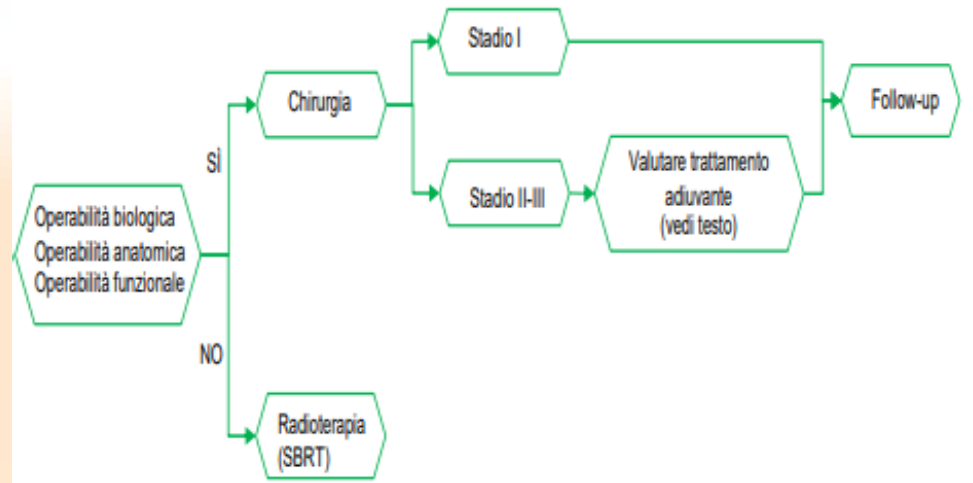 Operabilità biologica
Operabilità anatomica
Operabilità funzionale
SÌ
NO
Chirurgia
Radioterapia
(SBRT)
Stadio I
Stadio II-III
Valutare trattamento
adiuvante
(vedi testo)
Follow-up